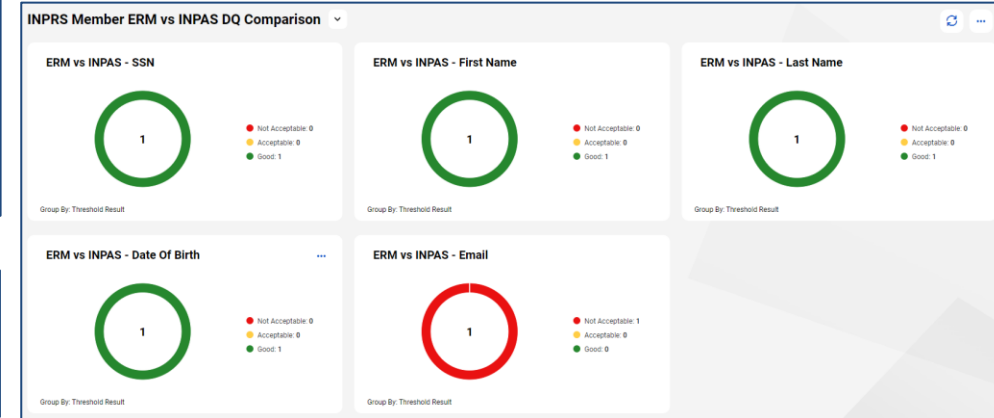 INPRS Member ERM vs INPAS DQ Comparison
ERM vs INPAS - SSN
1
Not Acceptable: 0
Acceptable: 0
Good: 1
Group By: Threshold Result
ERM vs INPAS - First Name
1
Not Acceptable: 0
Acceptable: 0
Good: 1
Group By: Threshold Result
ERM vs INPAS - Last Name
1
Not Acceptable: 0
Acceptable: 0
Good: 1
Group By: Threshold Result
ERM vs INPAS - Date Of Birth
1
Not Acceptable: 0
Acceptable: 0
Good: 1
Group By: Threshold Result
ERM vs INPAS - Email
1
Not Acceptable: 1
Acceptable: 0
Good: 0
Group By: Threshold Result